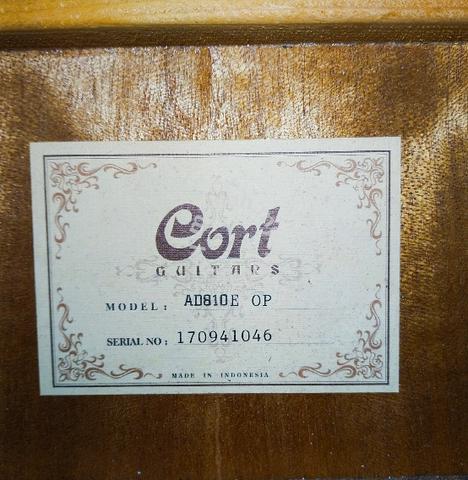 Cort
GUITARS
MODEL: AD810E OP
SERIAL NO: 170941046
MADE IN INDONESIA